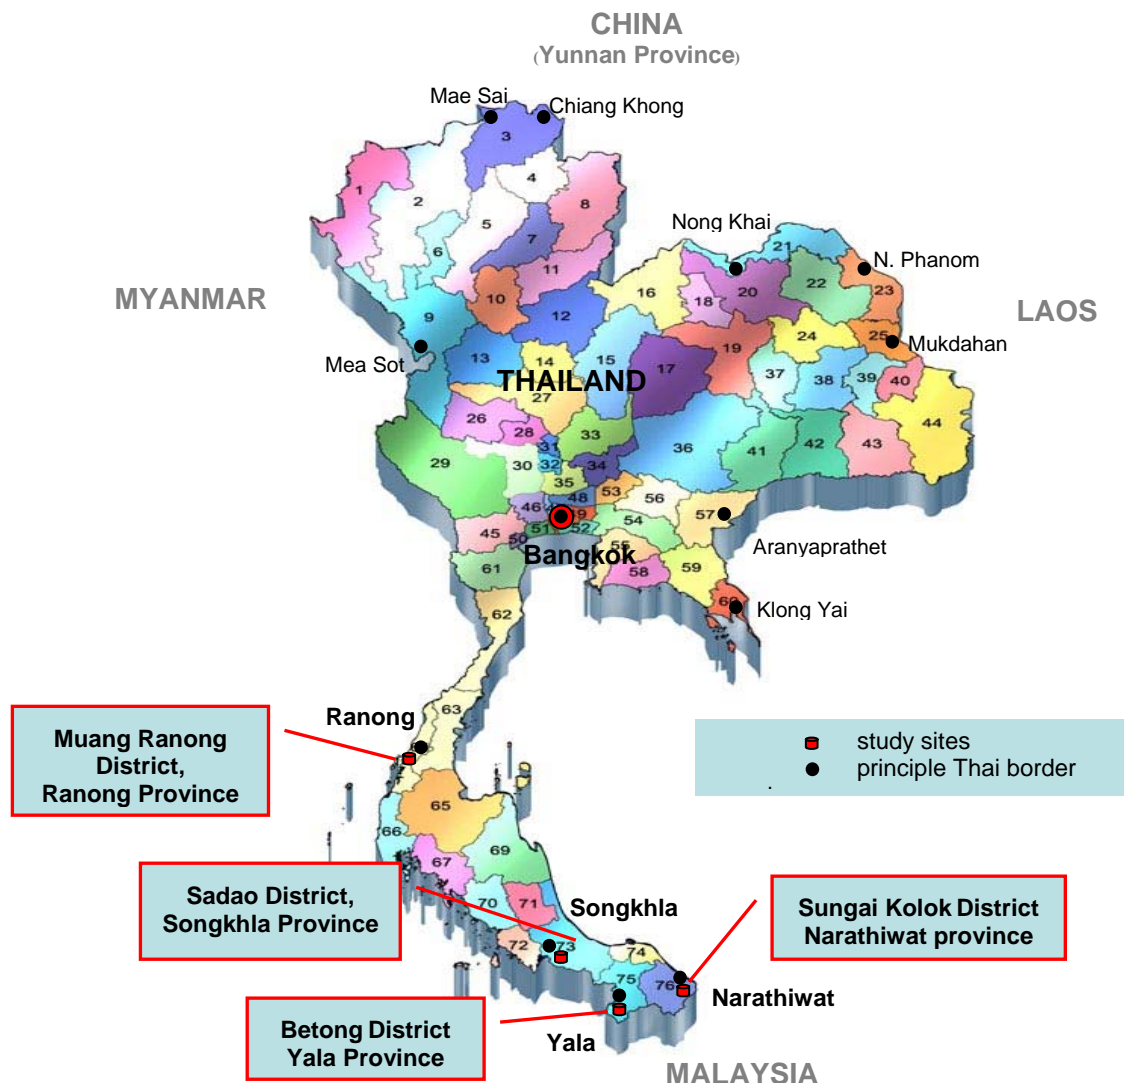 CHINA
(Yunnan Province)
Mae Sai
Chiang Khong
3
4
1
2
8
5
7
6
Nong Khai
21
N. Phanom
11
16
22
MYANMAR
10
18
20
23
LAOS
9
12
25
Mukdahan
Mea Sot
13
14
15
19
24
17
37
38
39
40
THAILAND
27
26
28
33
44
31
36
41
42
43
29
30
32
34
35
53
56
46
48
57
45
51
52
54
50
Bangkok
55
Aranyaprathet
61
58
59
62
Klong Yai
63
Ranong
Muang Ranong
District,
Ranong Province
study sites
principle Thai border
.
65
66
67
69
Sadao District,
Songkhla Province
70
71
Songkhla
Sungai Kolok District
Narathiwat province
72
73
74
75
76
Narathiwat
Betong District
Yala Province
Yala
MALAYSIA